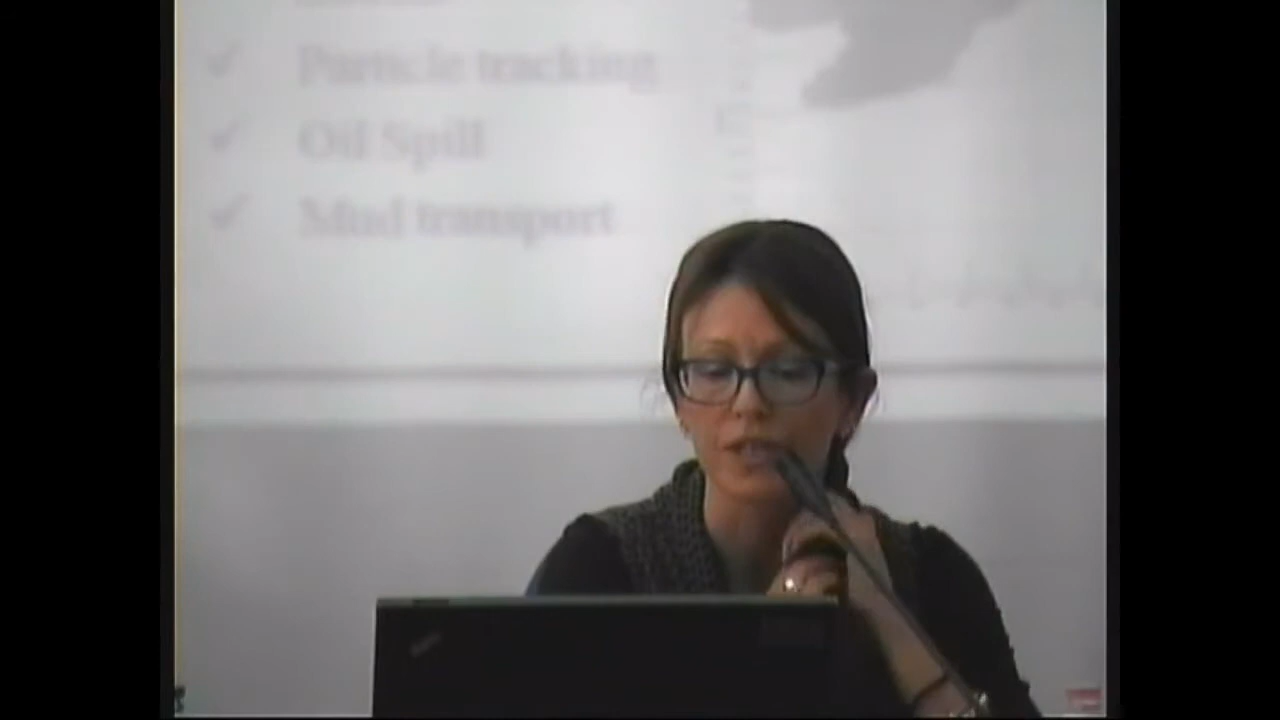 ✓ Particle tracking
✓ Oil Spill
✓ Mud transport